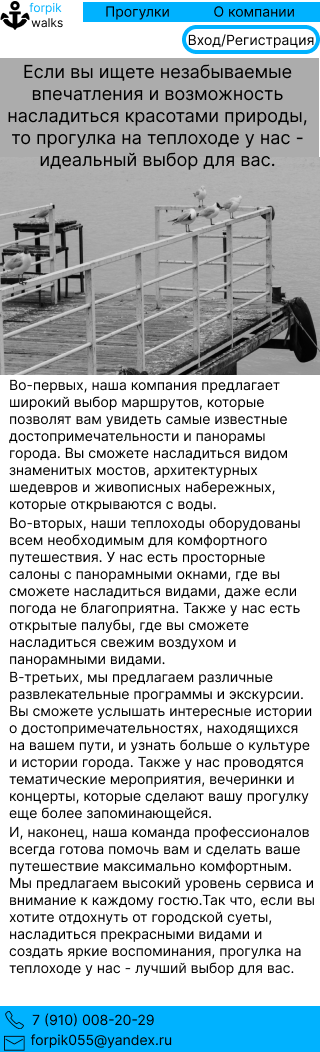 forpik
walks
Прогулки
О компании
Вход/Регистрация
Если вы ищете незабываемые
впечатления и возможность
насладиться красотами природы,
то прогулка на теплоходе у нас -
идеальный выбор для вас.
Во-первых, наша компания предлагает
широкий выбор маршрутов, которые
позволят вам увидеть самые известные
достопримечательности и панорамы
города. Вы сможете насладиться видом
знаменитых мостов, архитектурных
шедевров и живописных набережных,
которые открываются с воды.
Во-вторых, наши теплоходы оборудованы
всем необходимым для комфортного
путешествия. У нас есть просторные
салоны с панорамными окнами, где вы
сможете насладиться видами, даже если
погода не благоприятна. Также у нас есть
открытые палубы, где вы сможете
насладиться свежим воздухом и
панорамными видами.
В-третьих, мы предлагаем различные
развлекательные программы и экскурсии.
Вы сможете услышать интересные истории
о достопримечательностях, находящихся
на вашем пути, и узнать больше о культуре
и истории города. Также у нас проводятся
тематические мероприятия, вечеринки и
концерты, которые сделают вашу прогулку
еще более запоминающейся.
И, наконец, наша команда профессионалов
всегда готова помочь вам и сделать ваше
путешествие максимально комфортным.
Мы предлагаем высокий уровень сервиса и
внимание к каждому гостю.Так что, если вы
хотите отдохнуть от городской суеты,
насладиться прекрасными видами и
создать яркие воспоминания, прогулка на
теплоходе у нас - лучший выбор для вас.
7 (910) 008-20-29
forpik055@yandex.ru